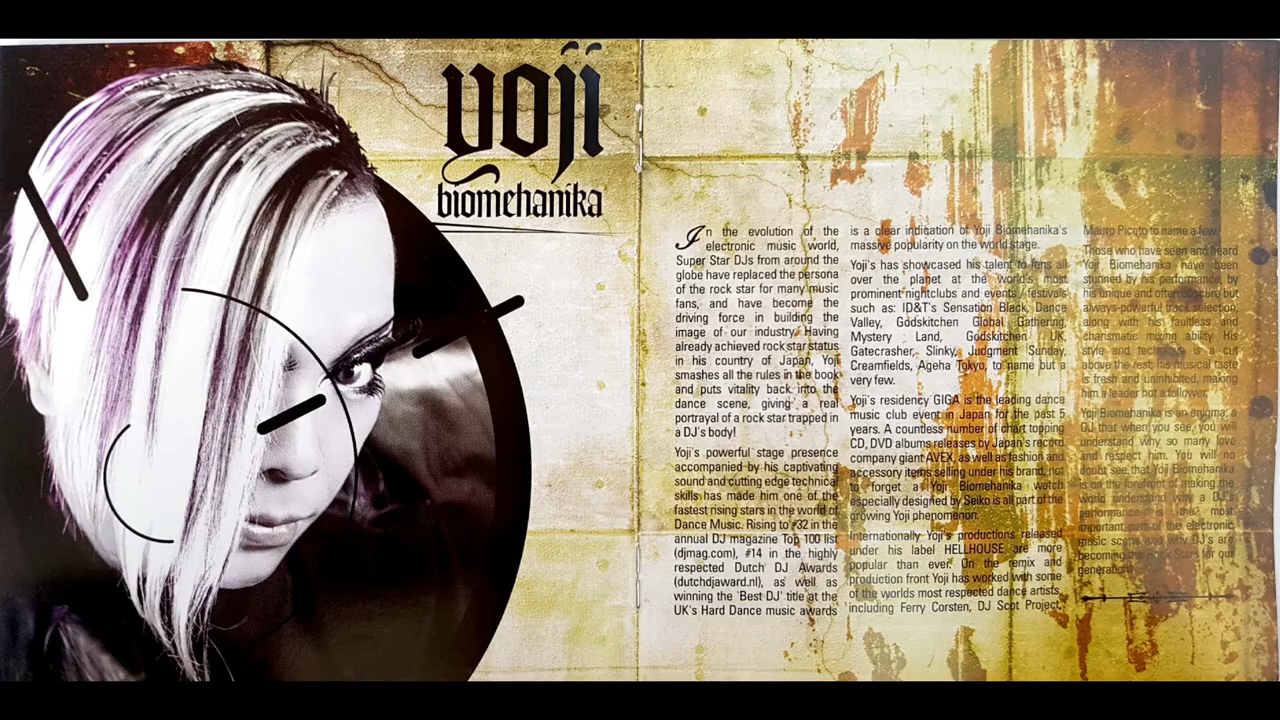 yoji
biomehanika
In the evolution of the
electronic music world,
Super Star DJs from around the
globe have replaced the persona
of the rock star for many music
fans, and have become the
driving force in building the
image of our industry. Having
already achieved rock star status
in his country of Japan, Yoji
smashes all the rules in the book
and puts vitality back into the
dance scene, giving a real
portrayal of a rock star trapped in
a DJ's body!
Yoji's powerful stage presence
accompanied by his captivating
sound and cutting edge technical
skills has made him one of the
fastest rising stars in the world of
Dance Music. Rising to #32 in the
annual DJ magazine Top 100 list
(djmag.com), #14 in the highly
respected Dutch DJ Awards
(dutchdjaward.nl), as well as
winning the 'Best DJ' title at the
UK's Hard Dance music awards
is a clear indication of Yoji Biomehanika's
massive popularity on the world stage.
Yoji's has showcased his talent to fans all
over the planet at the world's most
prominent nightclubs and events / festivals
such as: ID&T's Sensation Black, Dance
Valley, Godskitchen Global Gathering,
Mystery Land, Godskitchen UK,
Gatecrasher, Slinky, Judgment Sunday,
Creamfields, Ageha Tokyo, to name but a
very few.
Yoji's residency GIGA is the leading dance
music club event in Japan for the past 5
years. A countless number of chart topping
CD, DVD albums releases by Japan's record
company giant AVEX, as well as fashion and
accessory items selling under his brand, not
to forget a Yoji Biomehanika watch
especially designed by Seiko is all part of the
growing Yoji phenomenon.
Internationally Yoji's productions released
under his label HELLHOUSE are more
popular than ever. On the remix and
production front Yoji has worked with some
of the worlds most respected dance artists,
including Ferry Corsten, DJ Scot Project,
Mauro Picoto to name a few.
Those who have seen and heard
Yoji Biomehanika have been
stunned by his performance, by
his unique and often obscure but
always-powerful track selection,
along with his faultless and
charismatic mixing ability. His
style and technique is a cut
above the rest; his musical taste
is fresh and uninhibited, making
him a leader not a follower.
Yoji Biomehanika is an enigma; a
DJ that when you see, you will
understand why so many love
and respect him. You will no
doubt see that Yoji Biomehanika
is on the forefront of making the
world understand why a DJ's
performance is the most
important part of the electronic
music scene and why DJ's are
becoming the Rock Stars for our
generation!